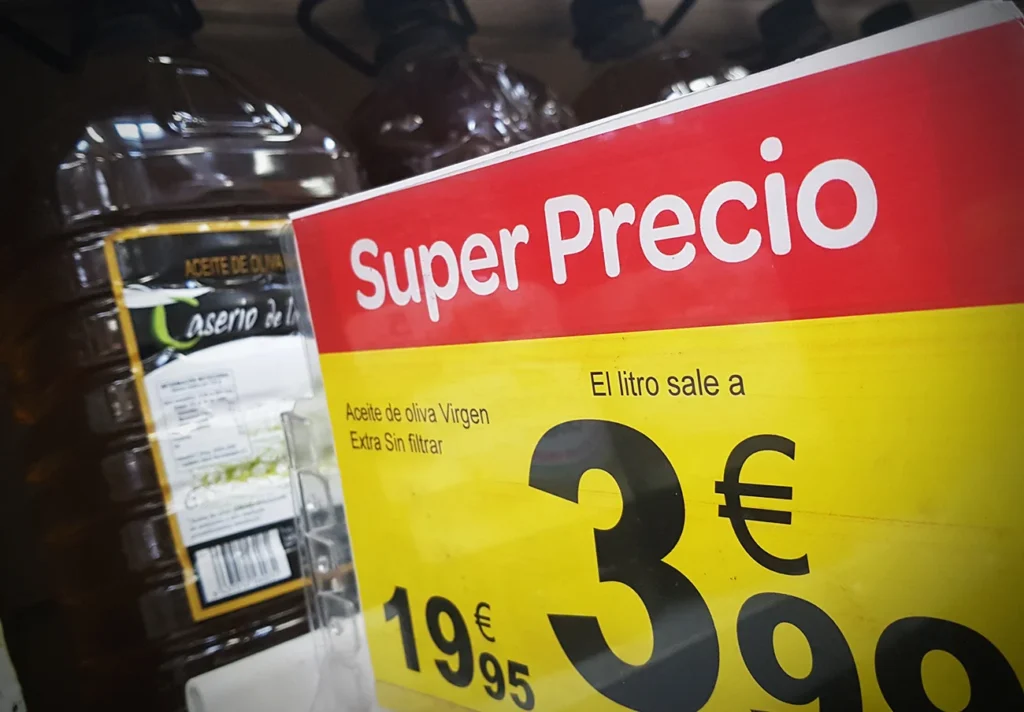 Super Precio
El litro sale a
Aceite de oliva Virgen
Extra Sin filtrar
3€99
19€95
ACEITE DE OLIVA
Caserio de l